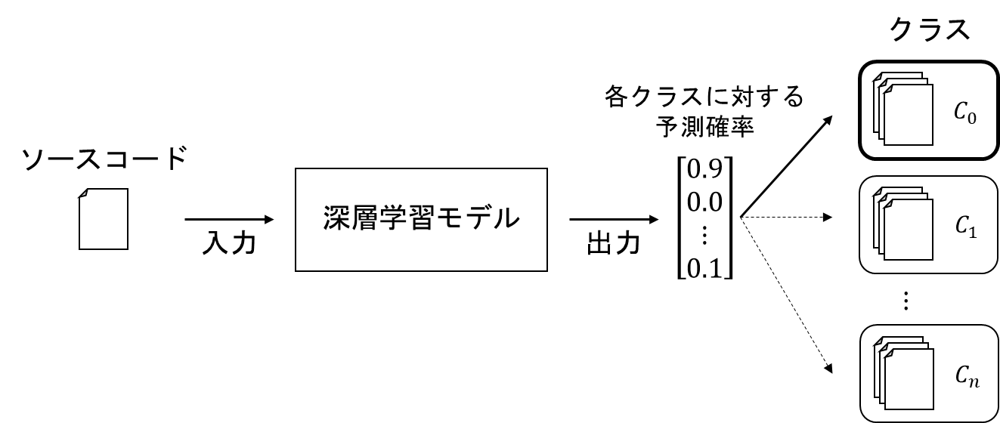 クラス
各クラスに対する
予測確率
ソースコード
入力
深層学習モデル
出力
0.9
0.0
⋮
0.1
C₀
C₁
⋮
Cₙ